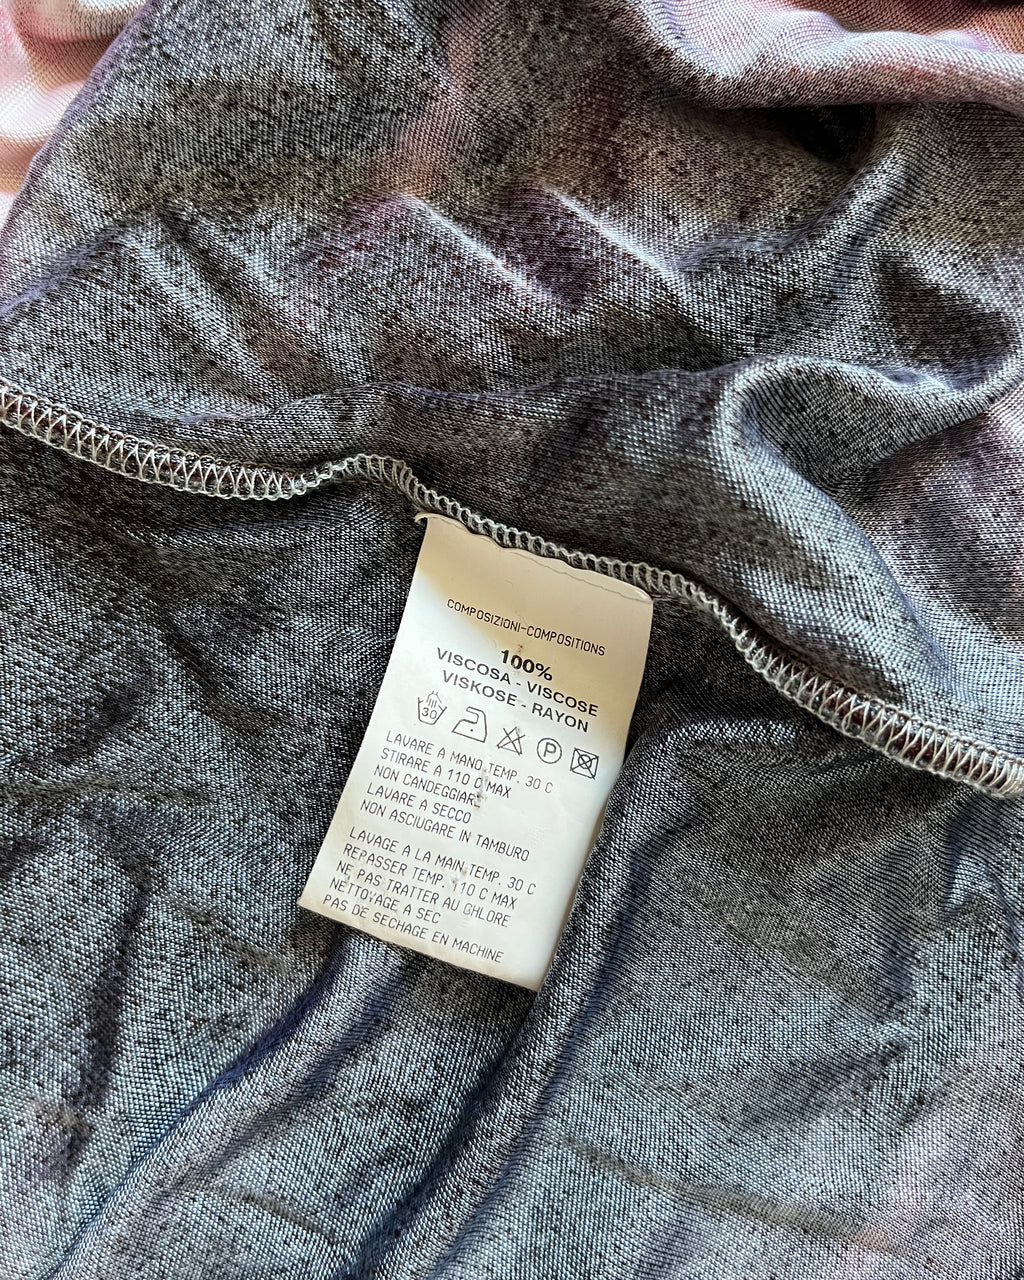 COMPOSIZIONI-COMPOSITIONS
100%
VISCOSA - VISCOSE
VISKOSE - RAYON
30
P
LAVARE A MANO TEMP. 30 C
STIRARE A 110 C MAX
NON CANDEGGIARE
LAVARE A SECCO
NON ASCIUGARE IN TAMBURO
LAVAGE A LA MAIN TEMP. 30 C
REPASSER TEMP. 110 C MAX
NE PAS TRATTER AU GHLORE
NETTOYAGE A SEC
PAS DE SECHAGE EN MACHINE